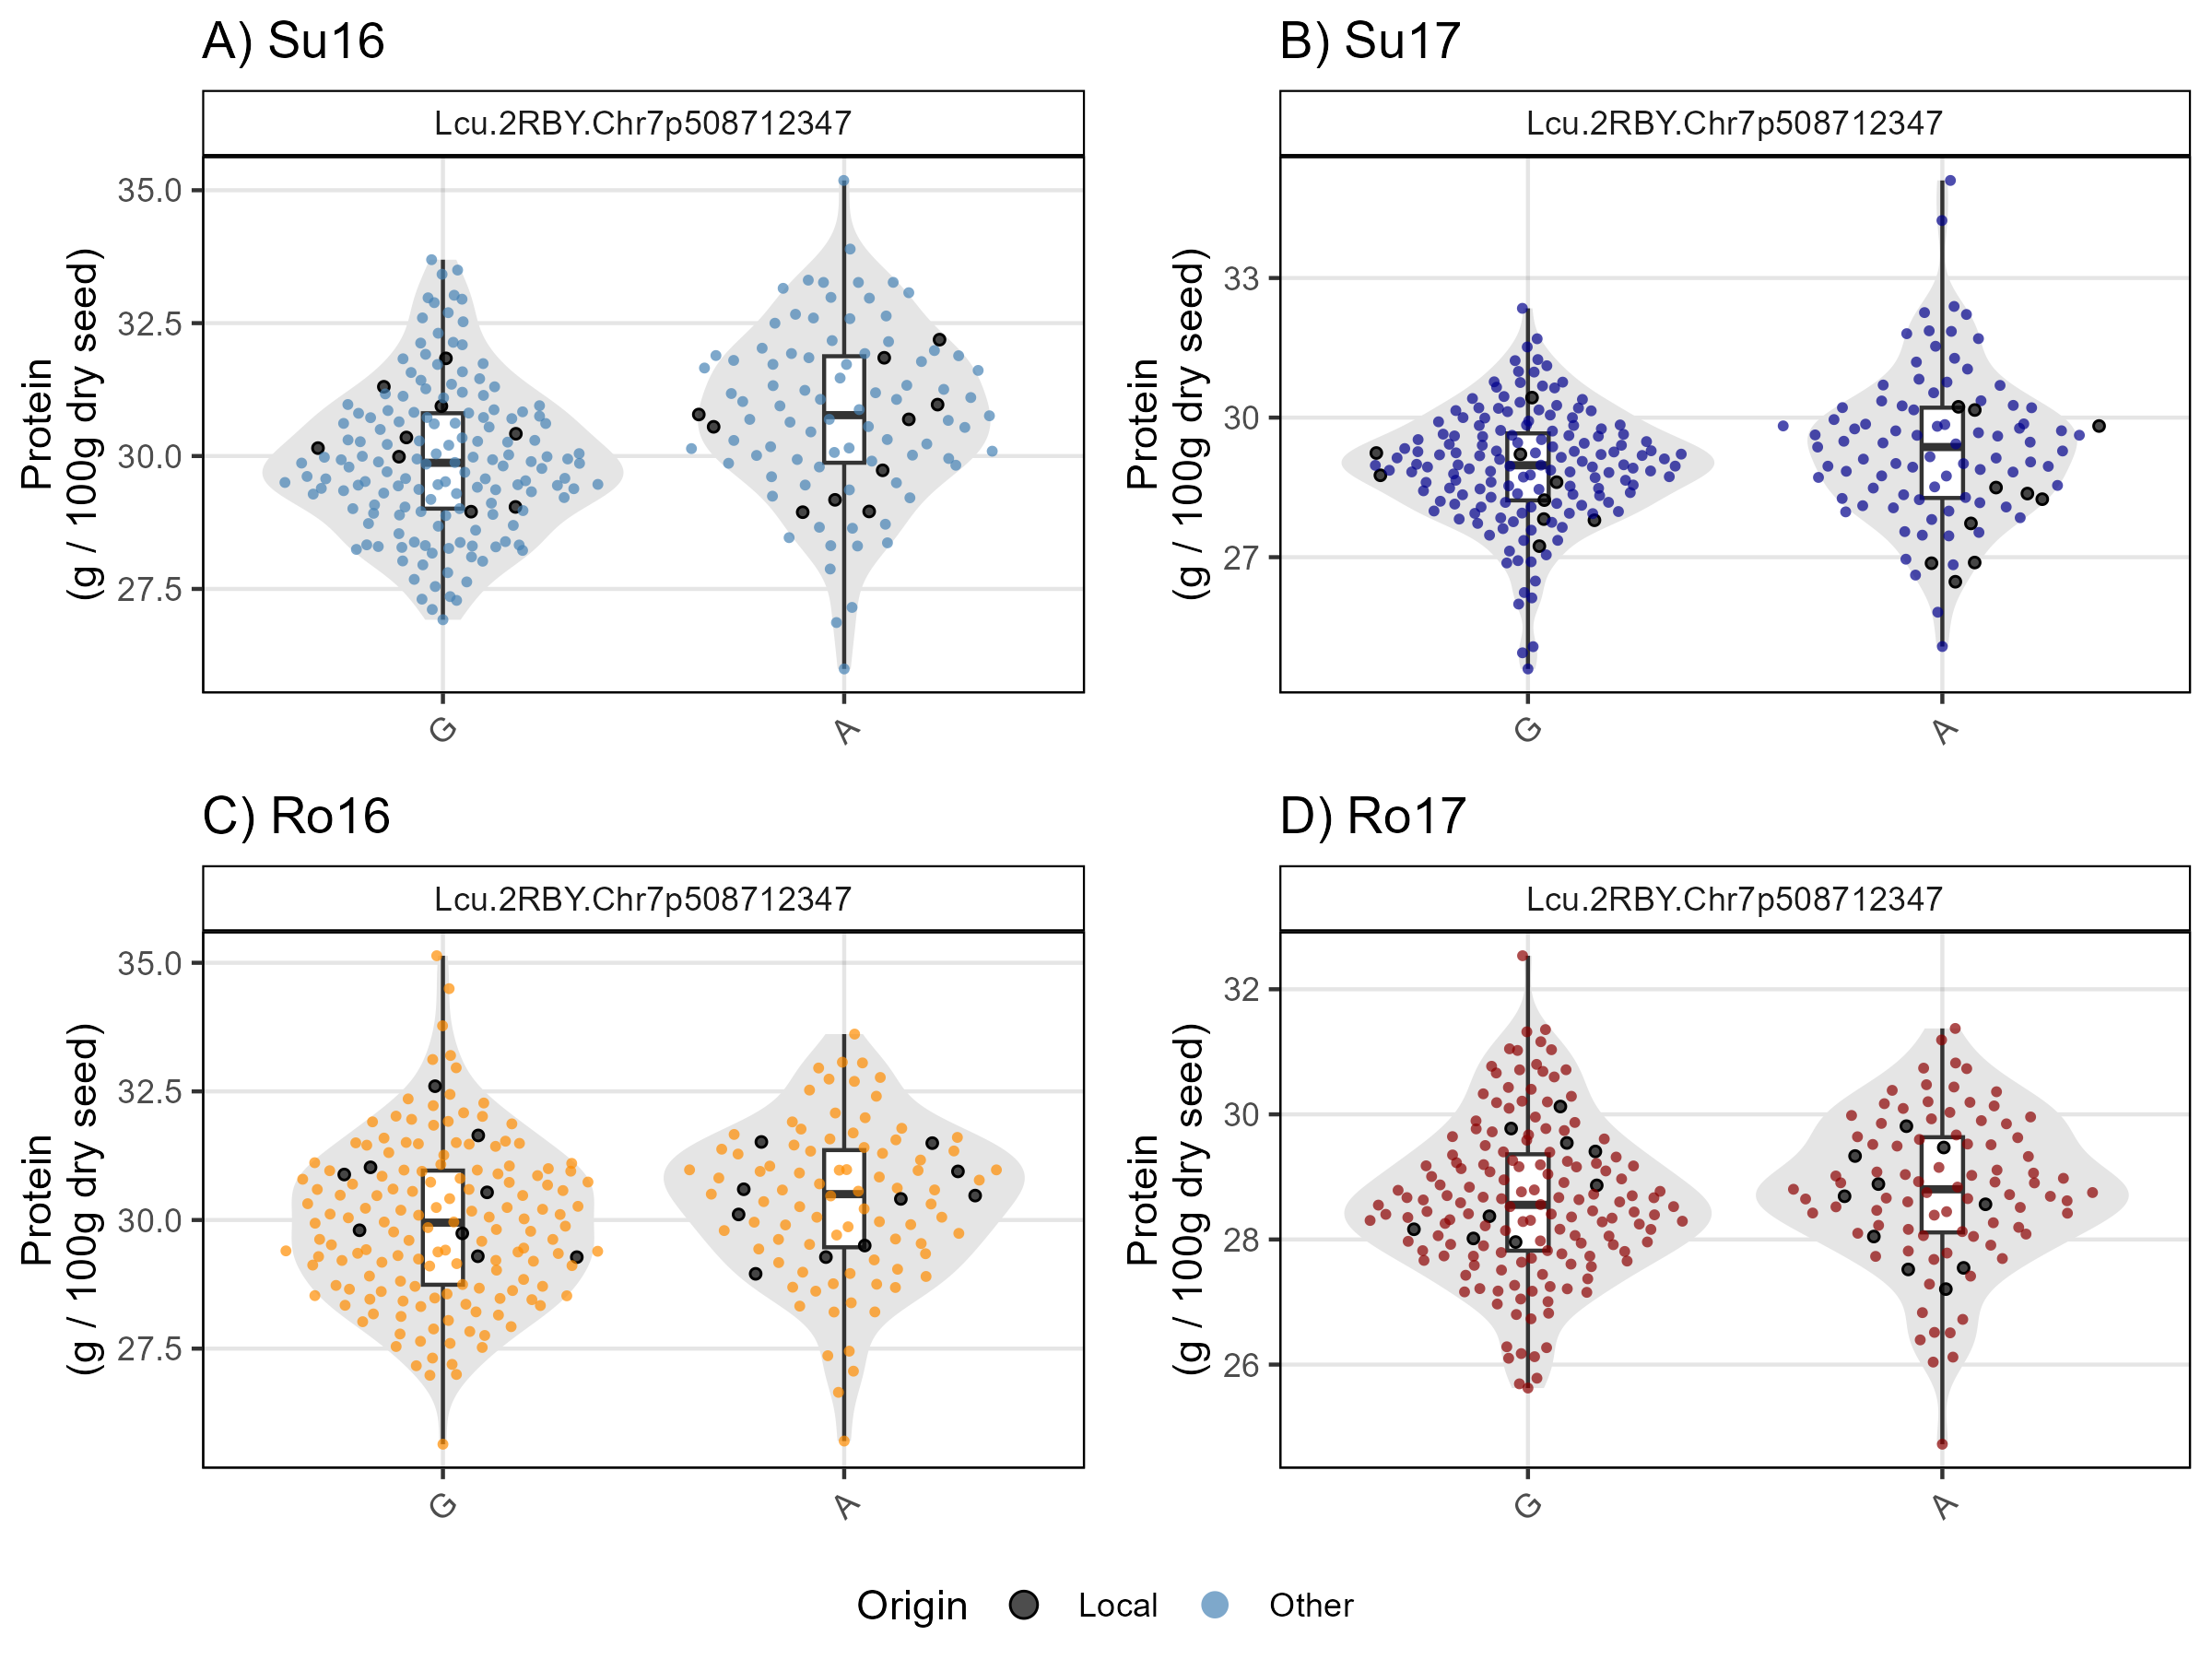 A) Su16
Lcu.2RBY.Chr7p508712347
Protein
(g / 100g dry seed)
35.0
32.5
30.0
27.5
G
A
B) Su17
Lcu.2RBY.Chr7p508712347
Protein
(g / 100g dry seed)
33
30
27
G
A
C) Ro16
Lcu.2RBY.Chr7p508712347
Protein
(g / 100g dry seed)
35.0
32.5
30.0
27.5
G
A
D) Ro17
Lcu.2RBY.Chr7p508712347
Protein
(g / 100g dry seed)
32
30
28
26
G
A
Origin Local Other